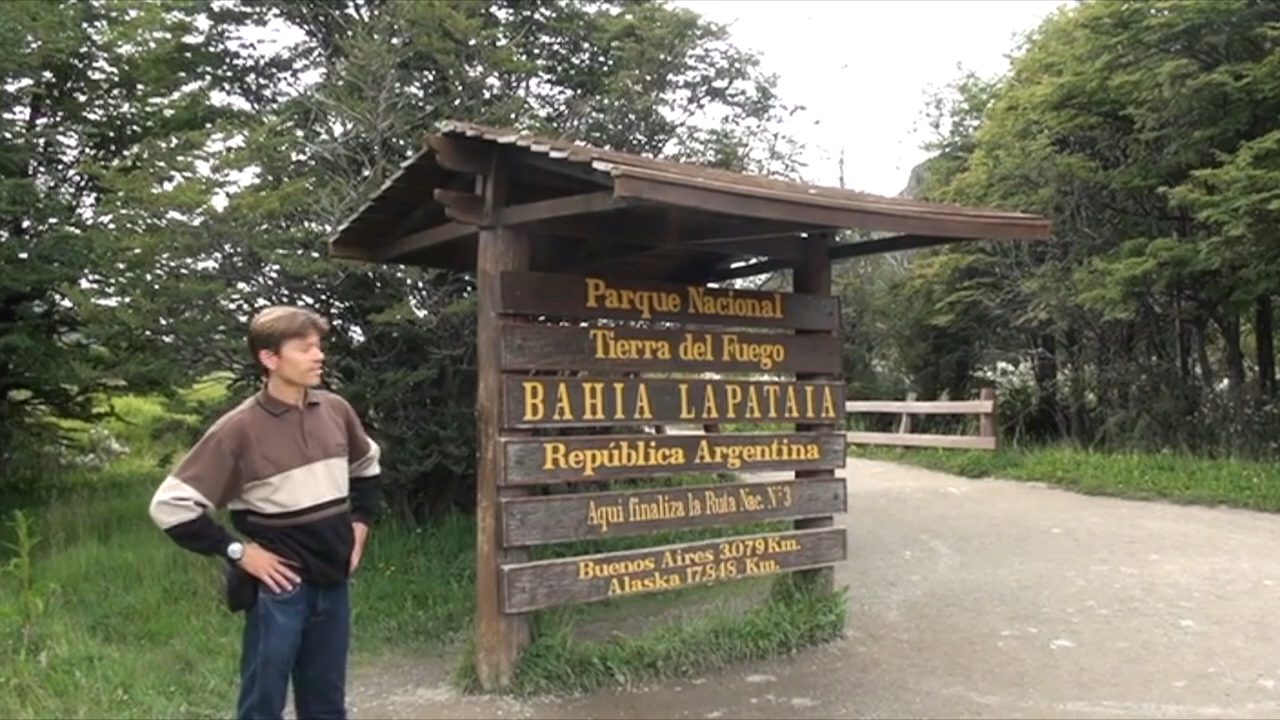 Parque Nacional
Tierra del Fuego
BAHIA LAPATAIA
República Argentina
Aqui finaliza la Ruta Nac. Nº 3
Buenos Aires 3.079 Km.
Alaska 17.848 Km.